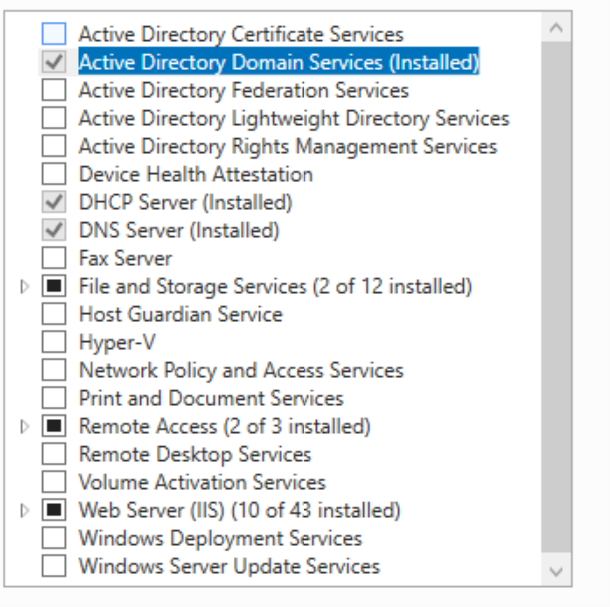 Active Directory Certificate Services
Active Directory Domain Services (Installed)
Active Directory Federation Services
Active Directory Lightweight Directory Services
Active Directory Rights Management Services
Device Health Attestation
DHCP Server (Installed)
DNS Server (Installed)
Fax Server
File and Storage Services (2 of 12 installed)
Host Guardian Service
Hyper-V
Network Policy and Access Services
Print and Document Services
Remote Access (2 of 3 installed)
Remote Desktop Services
Volume Activation Services
Web Server (IIS) (10 of 43 installed)
Windows Deployment Services
Windows Server Update Services